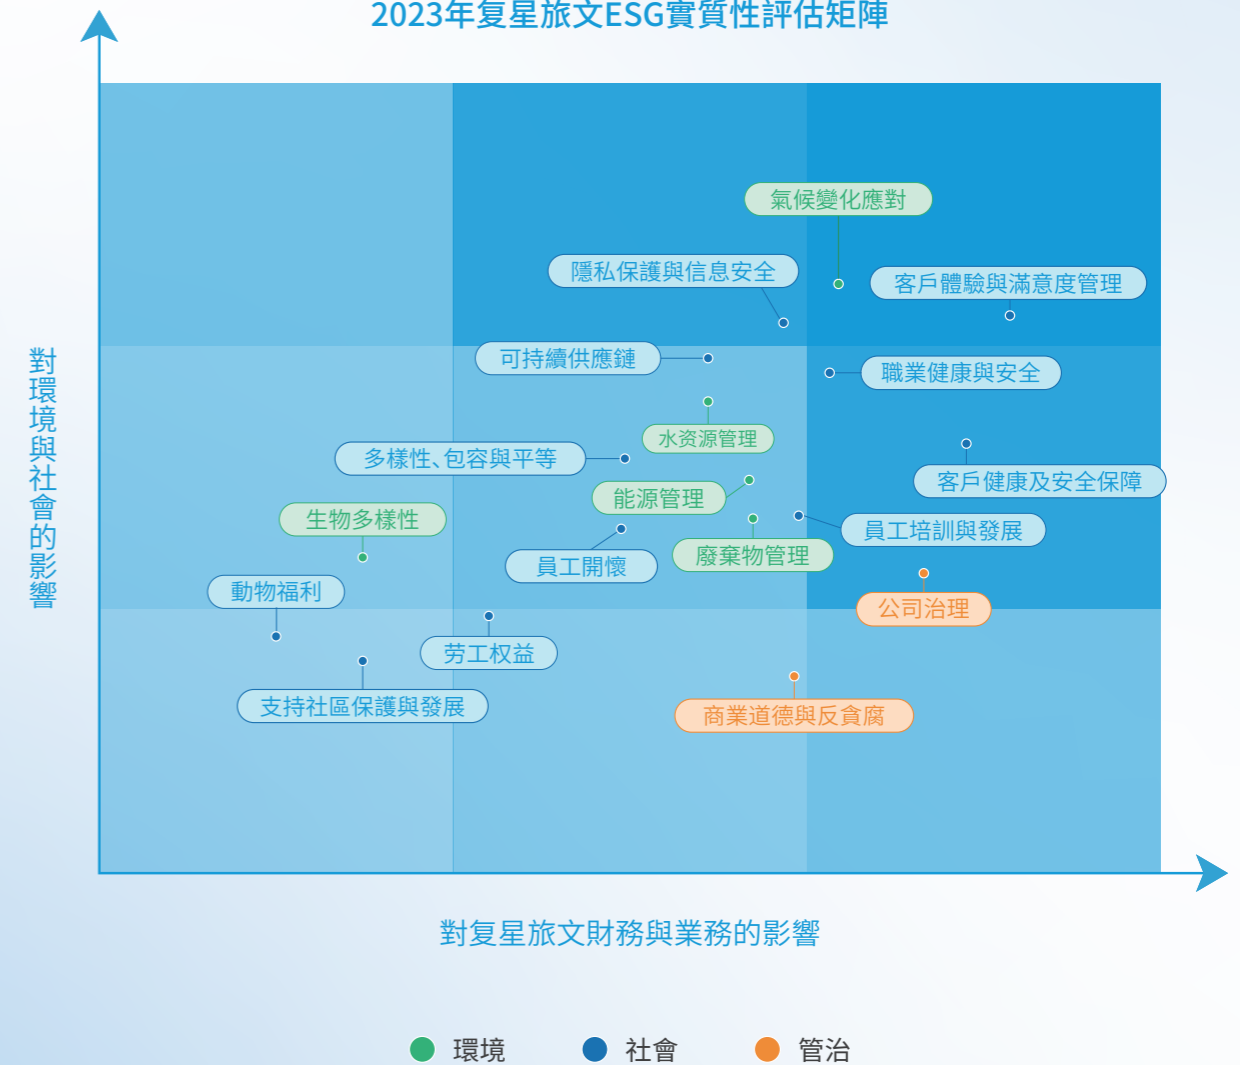 2023年复星旅文ESG實質性評估矩陣
氣候變化應對
隱私保護與信息安全
客戶體驗與滿意度管理
可持續供應鏈
職業健康與安全
水资源管理
多樣性、包容與平等
客戶健康及安全保障
能源管理
生物多樣性
員工培訓與發展
員工開懷
廢棄物管理
動物福利
公司治理
劳工权益
支持社區保護與發展
商業道德與反貪腐
對環境與社會的影響
對复星旅文財務與業務的影響
環境
社會
管治